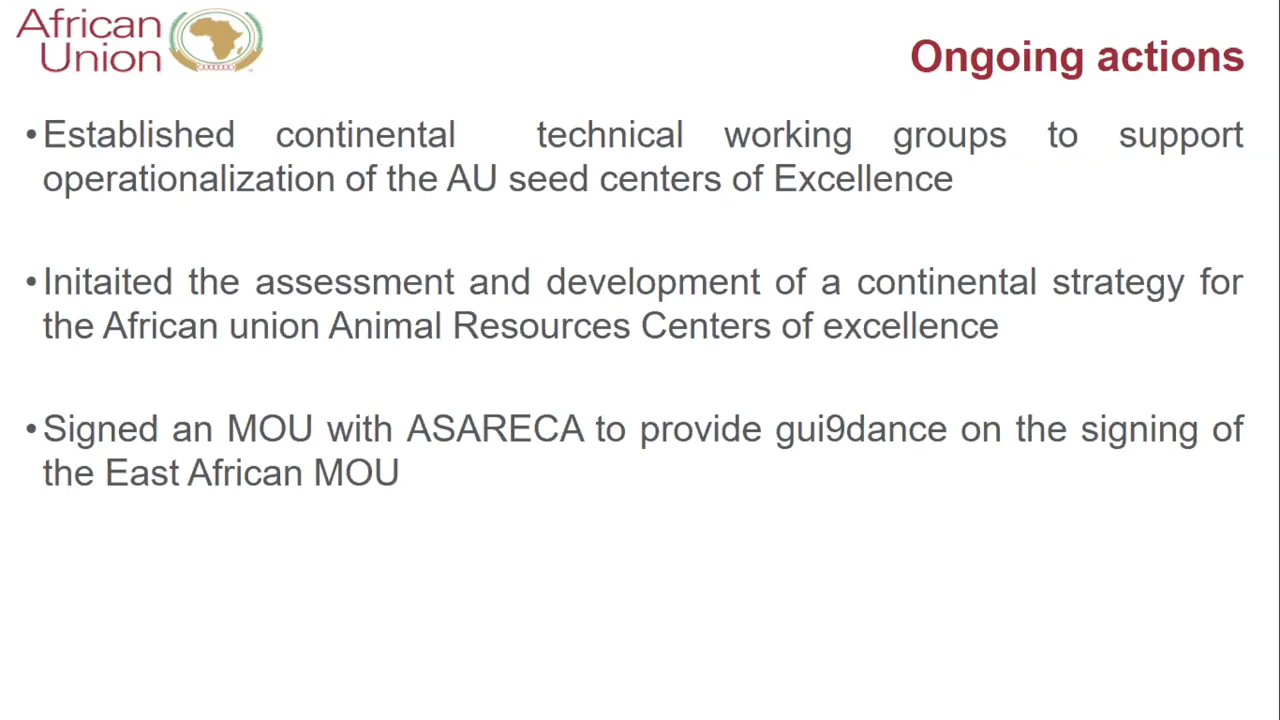 African
Union
Ongoing actions
•Established continental technical working groups to support
operationalization of the AU seed centers of Excellence
•Initaited the assessment and development of a continental strategy for
the African union Animal Resources Centers of excellence
•Signed an MOU with ASARECA to provide gui9dance on the signing of
the East African MOU